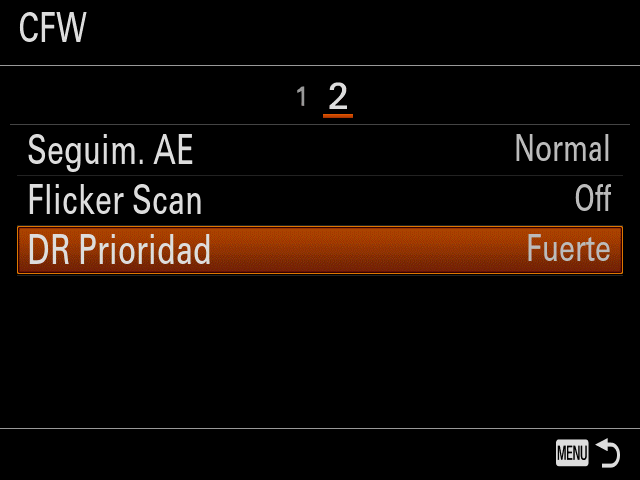 CFW
1 2
Seguim. AE Normal
Flicker Scan Off
DR Prioridad Fuerte
MENU